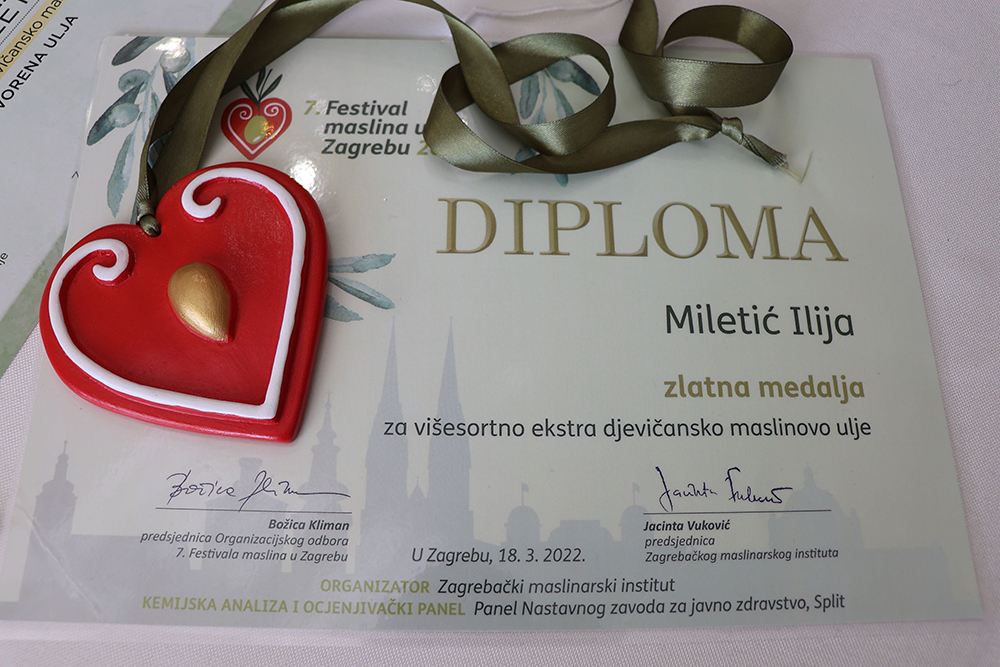 VORENA ULJA
7. Festival
maslina u
Zagrebu
DIPLOMA
Miletić Ilija
zlatna medalja
za višesortno ekstra djevičansko maslinovo ulje
Božica Kliman
predsjednica Organizacijskog odbora
7. Festivala maslina u Zagrebu
Jacinta Vuković
predsjednica
Zagrebačkog maslinarskog instituta
U Zagrebu, 18. 3. 2022.
ORGANIZATOR Zagrebački maslinarski institut
KEMIJSKA ANALIZA I OCJENJIVAČKI PANEL Panel Nastavnog zavoda za javno zdravstvo, Split